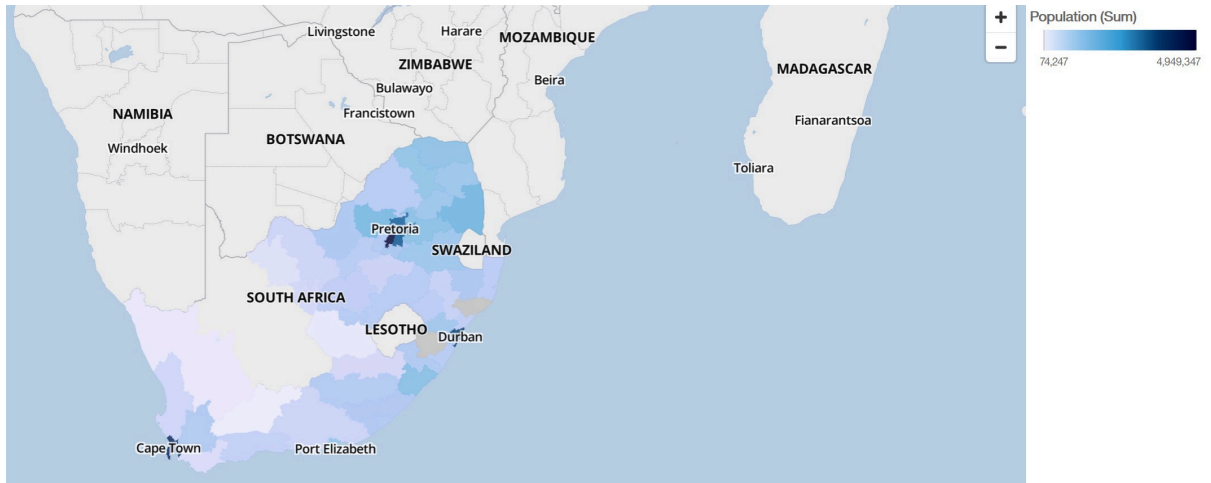 Livingstone
Harare
MOZAMBIQUE
+
−
Population (Sum)
74,247
4,949,347
ZIMBABWE
MADAGASCAR
Beira
Bulawayo
NAMIBIA
Francistown
Fianarantsoa
BOTSWANA
Windhoek
Toliara
Pretoria
SWAZILAND
SOUTH AFRICA
LESOTHO
Durban
Cape Town
Port Elizabeth